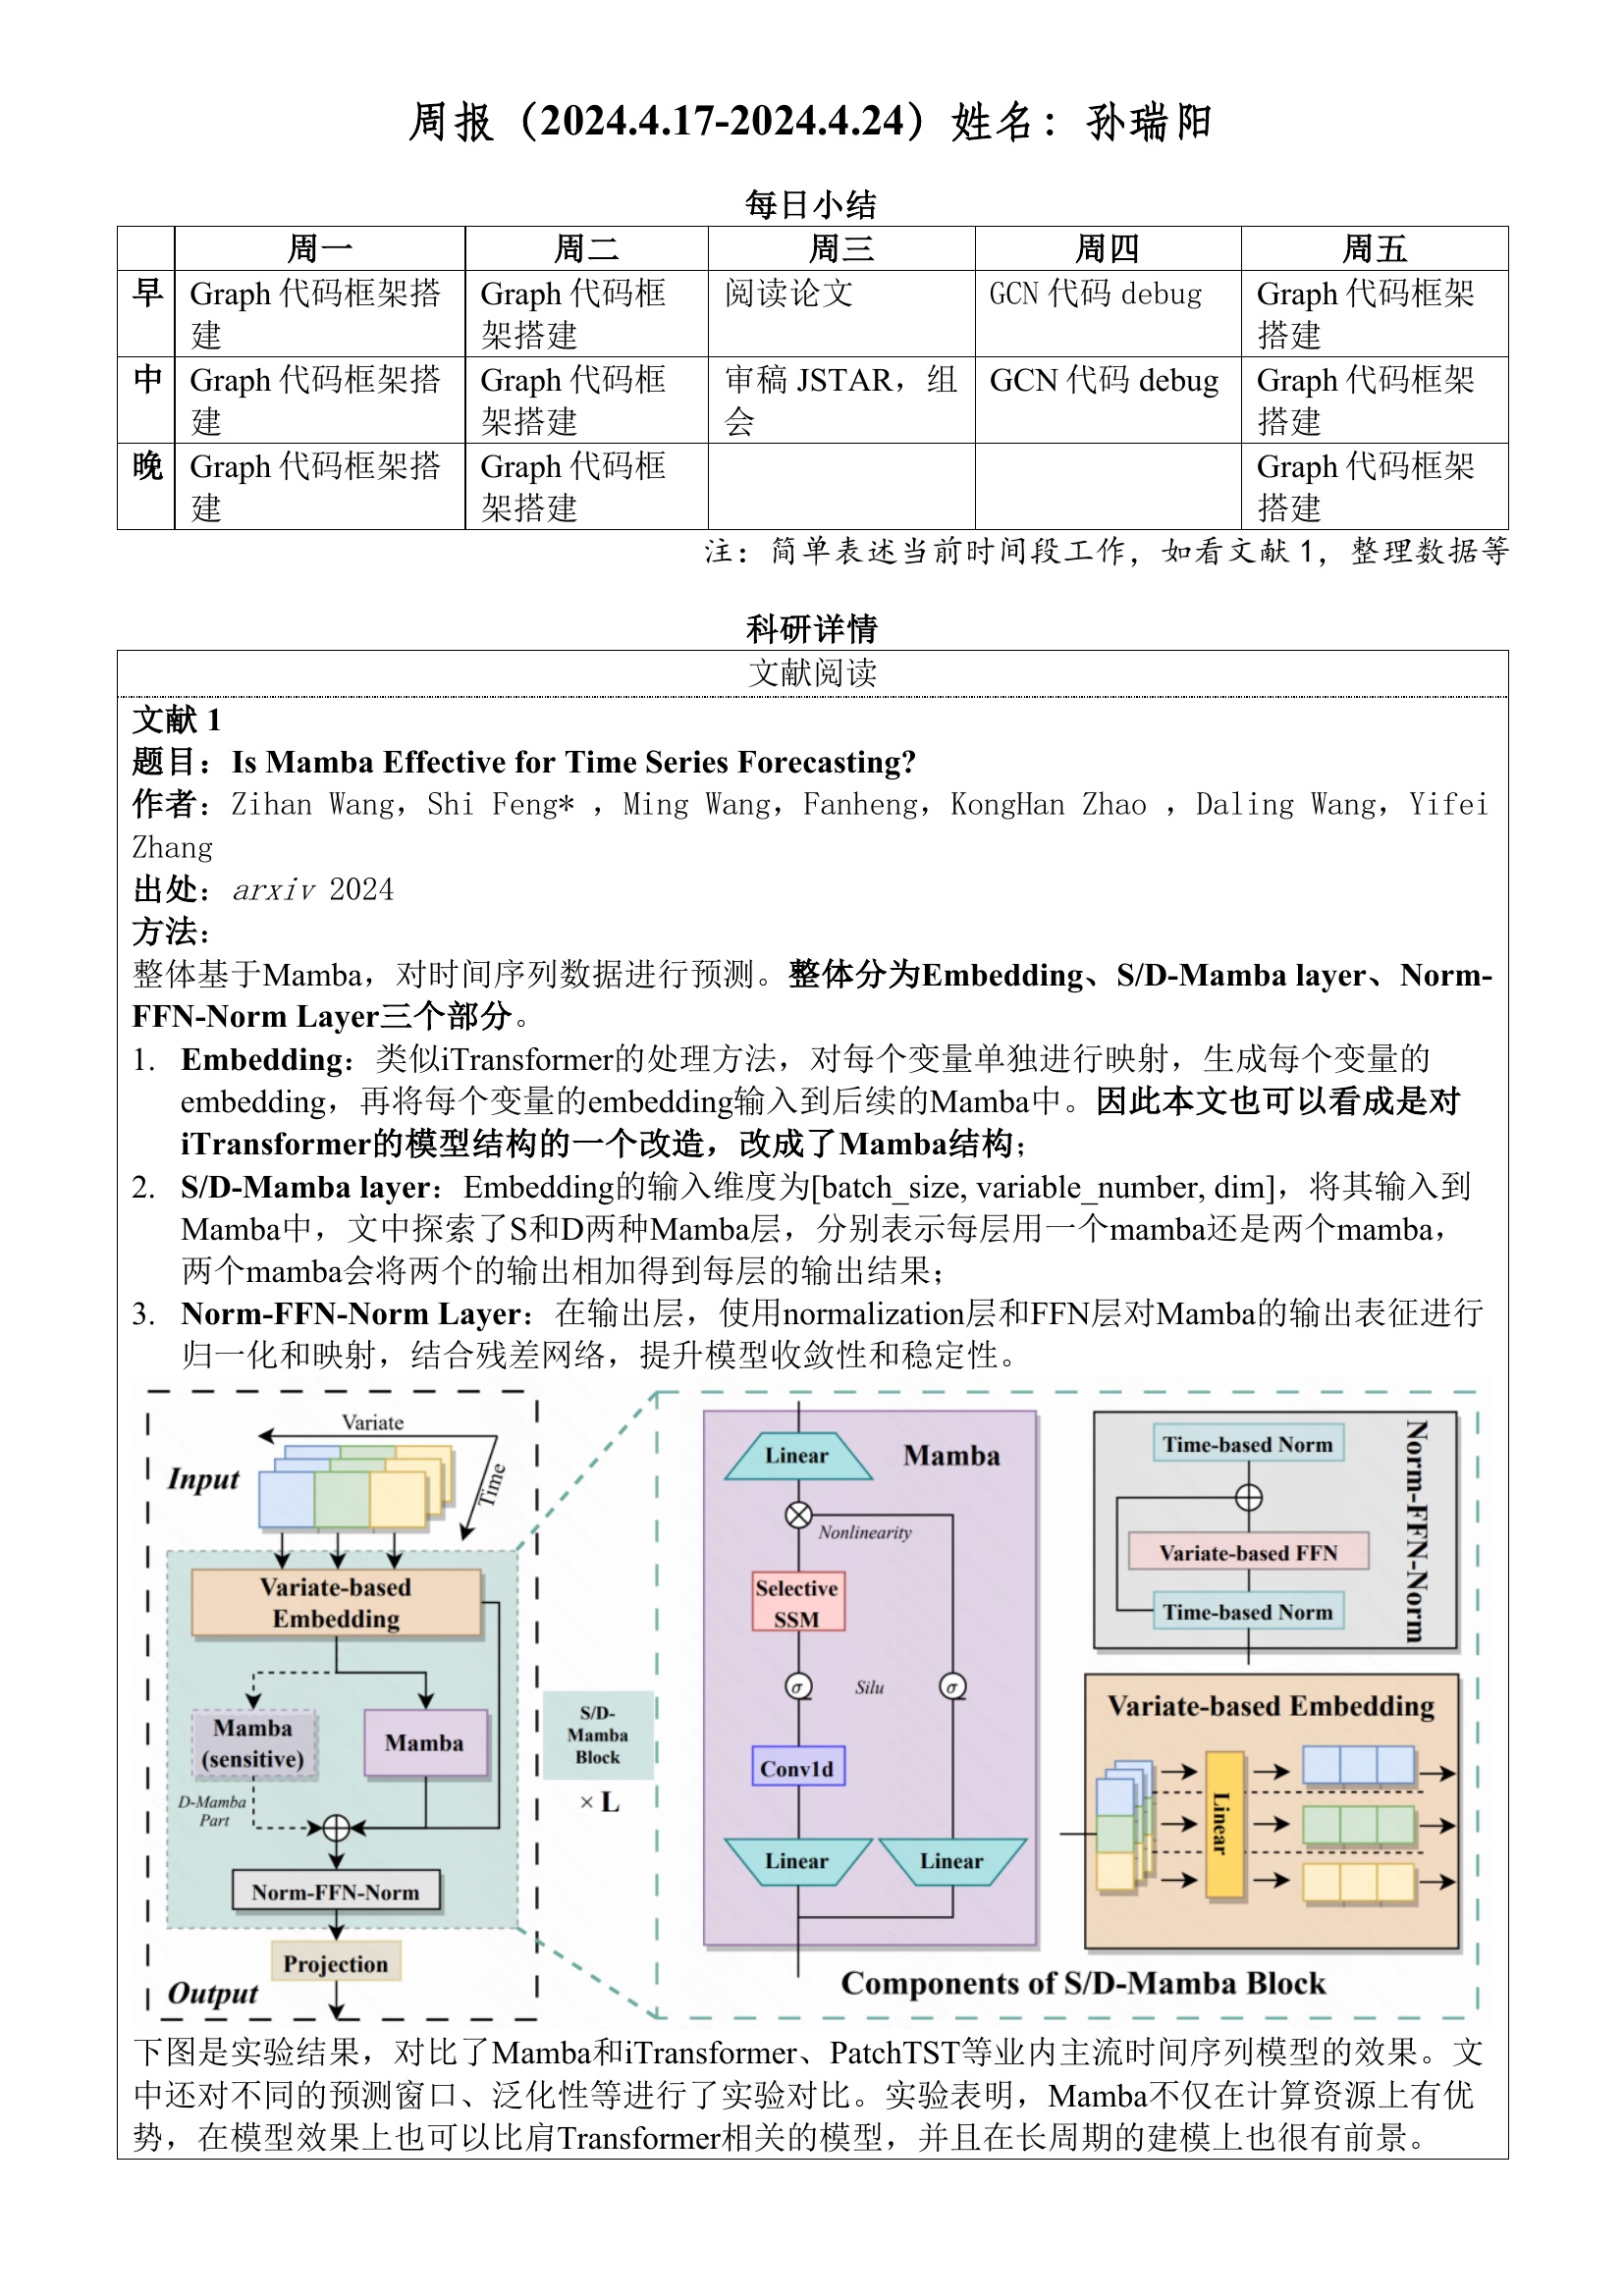 周报（2024.4.17-2024.4.24）姓名：孙瑞阳
每日小结
周一 周二 周三 周四 周五
早 Graph 代码框架搭建 Graph 代码框架搭建 阅读论文 GCN 代码 debug Graph 代码框架搭建
中 Graph 代码框架搭建 Graph 代码框架搭建 审稿 JSTAR，组会 GCN 代码 debug Graph 代码框架搭建
晚 Graph 代码框架搭建 Graph 代码框架搭建 Graph 代码框架搭建
注：简单表述当前时间段工作，如看文献 1，整理数据等
科研详情
文献阅读
文献 1
题目：Is Mamba Effective for Time Series Forecasting?
作者：Zihan Wang，Shi Feng* ，Ming Wang，Fanheng，KongHan Zhao ，Daling Wang，Yifei
Zhang
出处：arxiv 2024
方法：
整体基于Mamba，对时间序列数据进行预测。整体分为Embedding、S/D-Mamba layer、Norm-
FFN-Norm Layer三个部分。
1. Embedding：类似iTransformer的处理方法，对每个变量单独进行映射，生成每个变量的
embedding，再将每个变量的embedding输入到后续的Mamba中。因此本文也可以看成是对
iTransformer的模型结构的一个改造，改成了Mamba结构；
2. S/D-Mamba layer：Embedding的输入维度为[batch_size, variable_number, dim]，将其输入到
Mamba中，文中探索了S和D两种Mamba层，分别表示每层用一个mamba还是两个mamba，
两个mamba会将两个的输出相加得到每层的输出结果；
3. Norm-FFN-Norm Layer：在输出层，使用normalization层和FFN层对Mamba的输出表征进行
归一化和映射，结合残差网络，提升模型收敛性和稳定性。
Variate
Input
Time
Variate-based
Embedding
Mamba
(sensitive)
Mamba
D-Mamba
Part
Norm-FFN-Norm
Projection
Output
S/D-
Mamba
Block
× L
Linear
Mamba
Nonlinearity
Selective
SSM
σ
Silu
σ
Conv1d
Linear
Linear
Time-based Norm
Variate-based FFN
Time-based Norm
Norm-FFN-Norm
Variate-based Embedding
Linear
Components of S/D-Mamba Block
下图是实验结果，对比了Mamba和iTransformer、PatchTST等业内主流时间序列模型的效果。文
中还对不同的预测窗口、泛化性等进行了实验对比。实验表明，Mamba不仅在计算资源上有优
势，在模型效果上也可以比肩Transformer相关的模型，并且在长周期的建模上也很有前景。